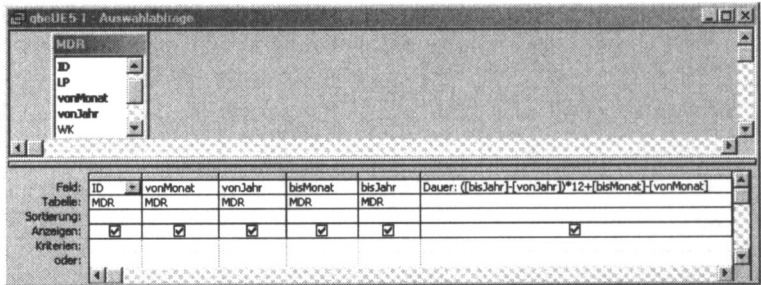 qbeUE5 1 : Auswahlabfrage
MDR
ID
LP
vonMonat
vonJahr
WK
Feld: ID vonMonat vonJahr bisMonat bisJahr Dauer: ([bisJahr]-[vonJahr])*12+[bisMonat]-[vonMonat]
Tabelle: MDR MDR MDR MDR MDR
Sortierung:
Anzeigen:
Kriterien:
oder: